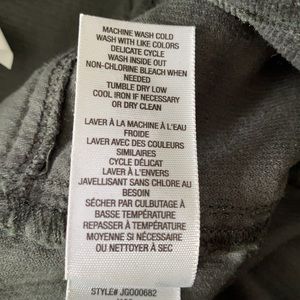 MACHINE WASH COLD
WASH WITH LIKE COLORS
DELICATE CYCLE
WASH INSIDE OUT
NON-CHLORINE BLEACH WHEN
NEEDED
TUMBLE DRY LOW
COOL IRON IF NECESSARY
OR DRY CLEAN
LAVER À LA MACHINE À L'EAU
FROIDE
LAVER AVEC DES COULEURS
SIMILAIRES
CYCLE DÉLICAT
LAVER À L'ENVERS
JAVELLISANT SANS CHLORE AU
BESOIN
SÉCHER PAR CULBUTAGE À
BASSE TEMPÉRATURE
REPASSER À TEMPÉRATURE
MOYENNE SI NÉCESSAIRE
OU NETTOYER À SEC
STYLE# JGO00682